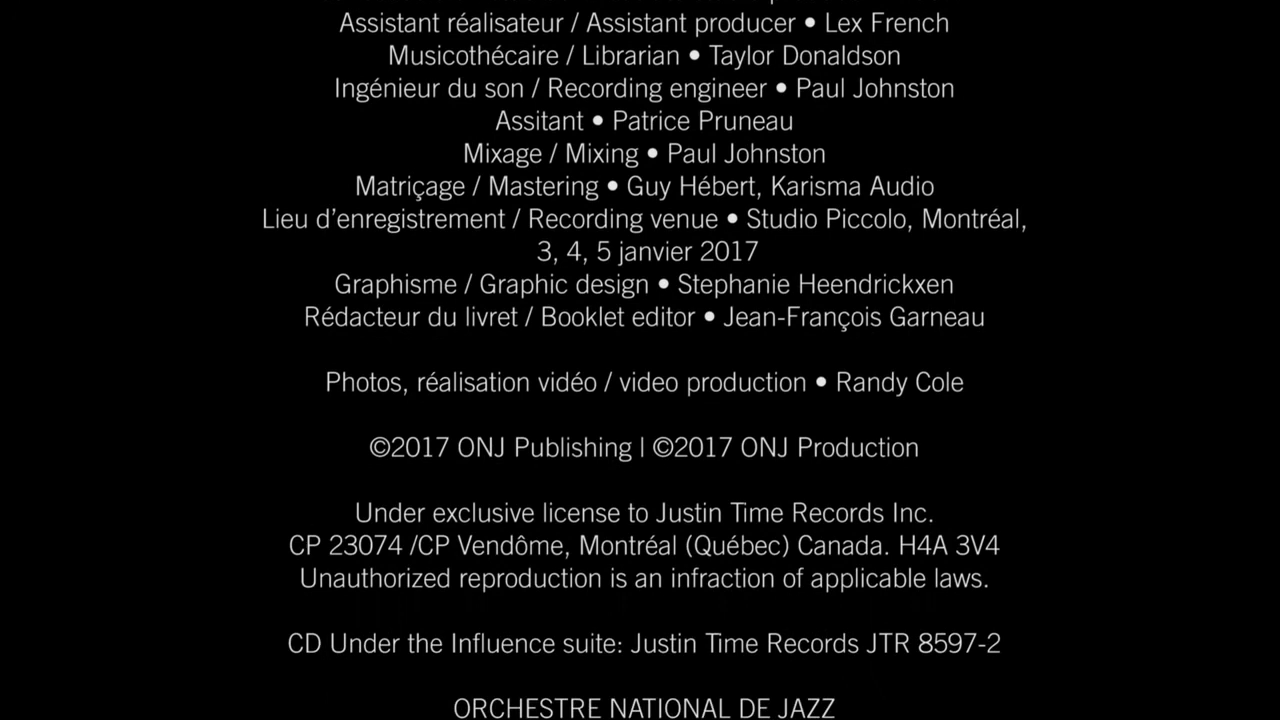 Assistant réalisateur / Assistant producer • Lex French
Musicothécaire / Librarian • Taylor Donaldson
Ingénieur du son / Recording engineer • Paul Johnston
Assitant • Patrice Pruneau
Mixage / Mixing • Paul Johnston
Matriçage / Mastering • Guy Hébert, Karisma Audio
Lieu d’enregistrement / Recording venue • Studio Piccolo, Montréal,
3, 4, 5 janvier 2017
Graphisme / Graphic design • Stephanie Heendrickxen
Rédacteur du livret / Booklet editor • Jean-François Garneau
Photos, réalisation vidéo / video production • Randy Cole
©2017 ONJ Publishing | ©2017 ONJ Production
Under exclusive license to Justin Time Records Inc.
CP 23074 /CP Vendôme, Montréal (Québec) Canada. H4A 3V4
Unauthorized reproduction is an infraction of applicable laws.
CD Under the Influence suite: Justin Time Records JTR 8597-2
ORCHESTRE NATIONAL DE JAZZ